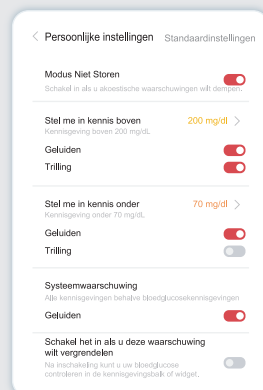 Persoonlijke instellingen Standaardinstellingen
Modus Niet Storen
Schakel in als u akoestische waarschuwingen wilt dempen.
Stel me in kennis boven 200 mg/dl
Kennisgeving boven 200 mg/dL
Geluiden
Trilling
Stel me in kennis onder 70 mg/dl
Kennisgeving onder 70 mg/dL
Geluiden
Trilling
Systeemwaarschuwing
Alle kennisgevingen behalve bloedglucosekennisgevingen
Geluiden
Schakel het in als u deze waarschuwing
wilt vergrendelen
Na inschakeling kunt u uw bloedglucose
controleren in de kennisgevingsbalk of widget.